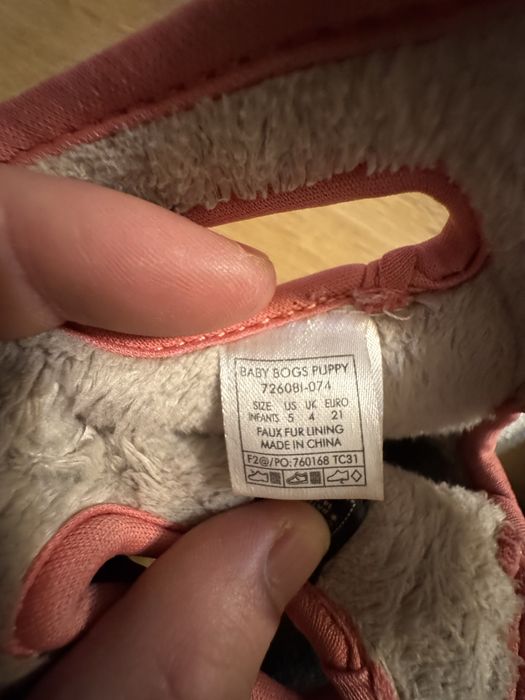 BABY BOGS PUPPY
72608I-074
SIZE US UK EURO
INFANTS 5 4 21
FAUX FUR LINING
MADE IN CHINA
F2@/PO:760168 TC31